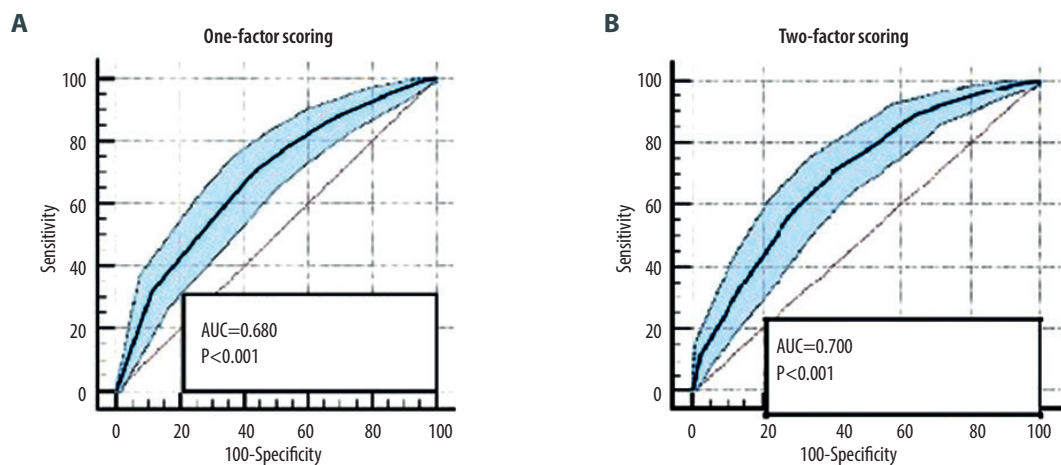 A
One-factor scoring
100
80
60
40
20
0
Sensitivity
AUC=0.680
P<0.001
0 20 40 60 80 100
100-Specificity
B
Two-factor scoring
100
80
60
40
20
0
Sensitivity
AUC=0.700
P<0.001
0 20 40 60 80 100
100-Specificity